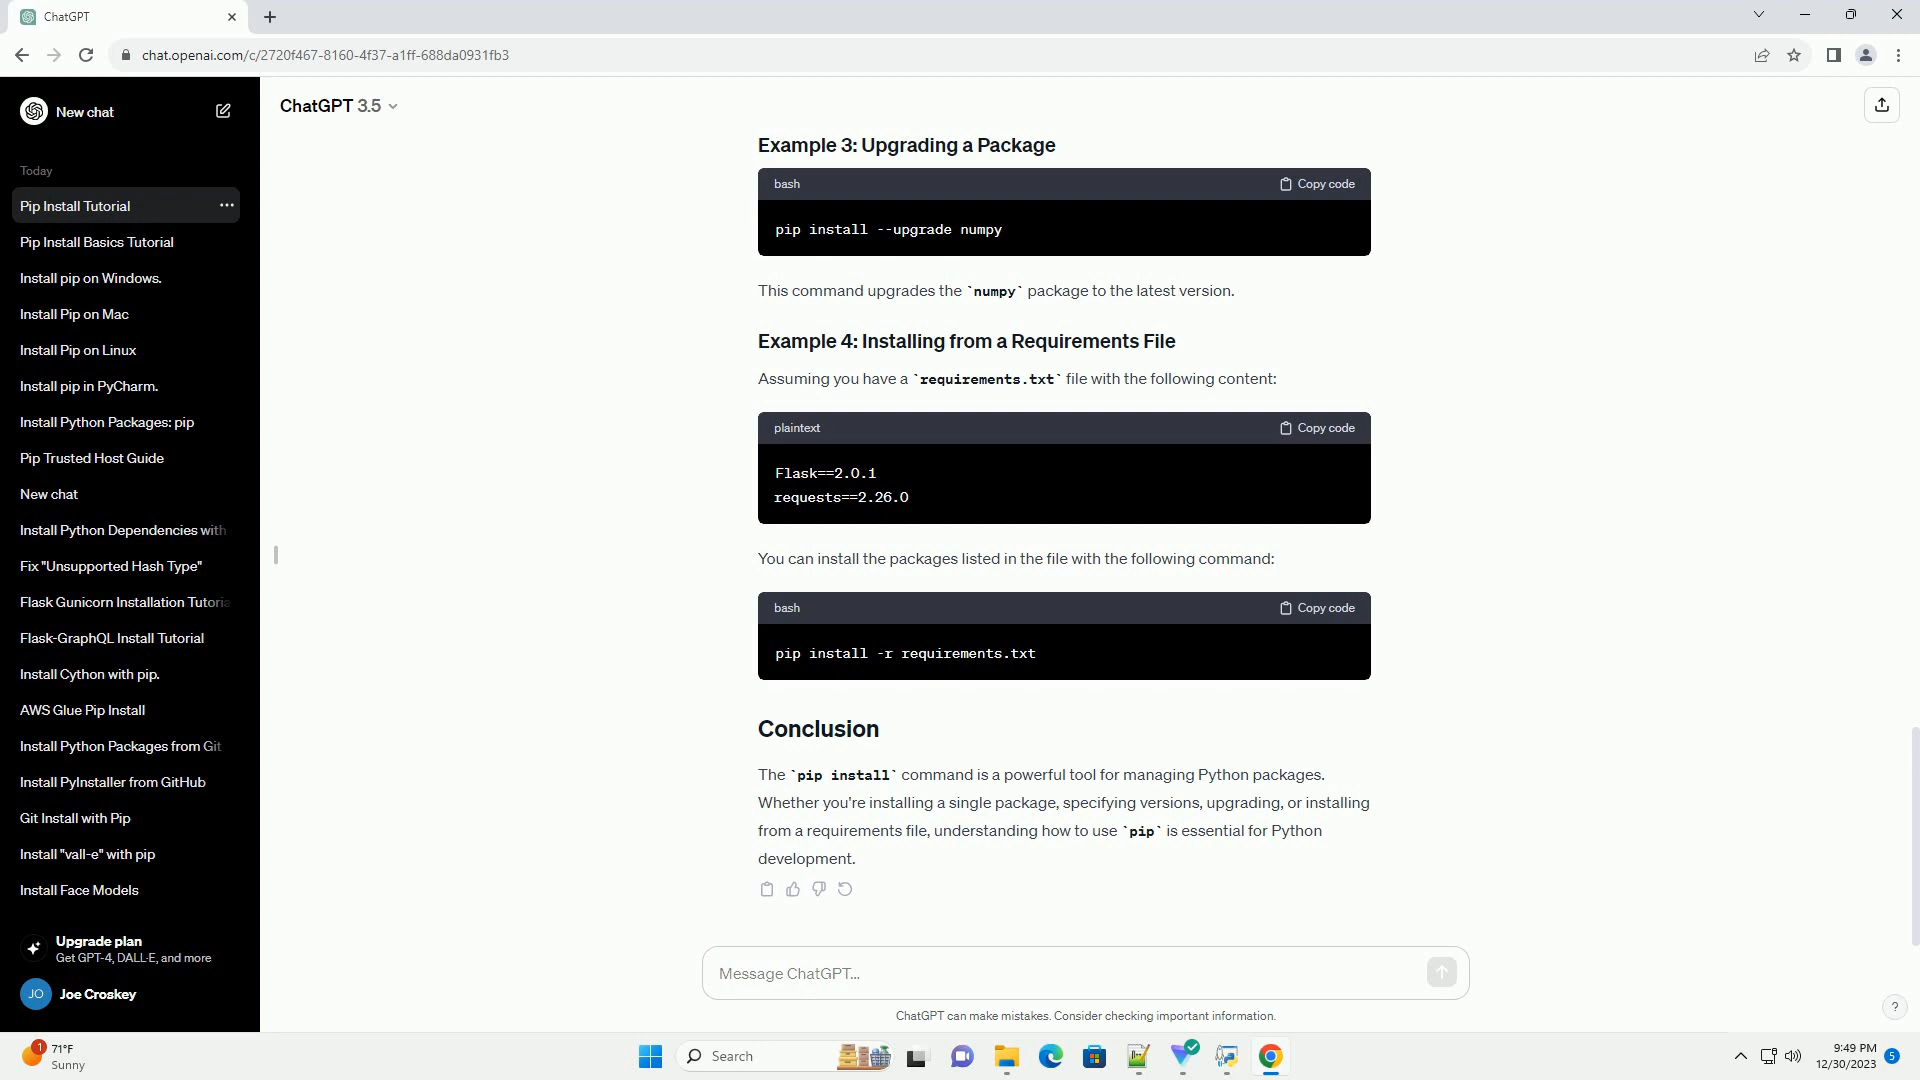 ChatGPT
chat.openai.com/c/2720f467-8160-4f37-a1ff-688da0931fb3
New chat
Today
Pip Install Tutorial
Pip Install Basics Tutorial
Install pip on Windows.
Install Pip on Mac
Install Pip on Linux
Install pip in PyCharm.
Install Python Packages: pip
Pip Trusted Host Guide
New chat
Install Python Dependencies with
Fix "Unsupported Hash Type"
Flask Gunicorn Installation Tutoria
Flask-GraphQL Install Tutorial
Install Cython with pip.
AWS Glue Pip Install
Install Python Packages from Git
Install PyInstaller from GitHub
Git Install with Pip
Install "vall-e" with pip
Install Face Models
Upgrade plan
Get GPT-4, DALL·E, and more
JO Joe Croskey
ChatGPT 3.5
Example 3: Upgrading a Package
bash Copy code
pip install --upgrade numpy
This command upgrades the `numpy` package to the latest version.
Example 4: Installing from a Requirements File
Assuming you have a `requirements.txt` file with the following content:
plaintext Copy code
Flask==2.0.1
requests==2.26.0
You can install the packages listed in the file with the following command:
bash Copy code
pip install -r requirements.txt
Conclusion
The `pip install` command is a powerful tool for managing Python packages.
Whether you're installing a single package, specifying versions, upgrading, or installing
from a requirements file, understanding how to use `pip` is essential for Python
development.
Message ChatGPT...
ChatGPT can make mistakes. Consider checking important information.
?
1
71°F
Sunny
Search
9:49 PM
12/30/2023
5